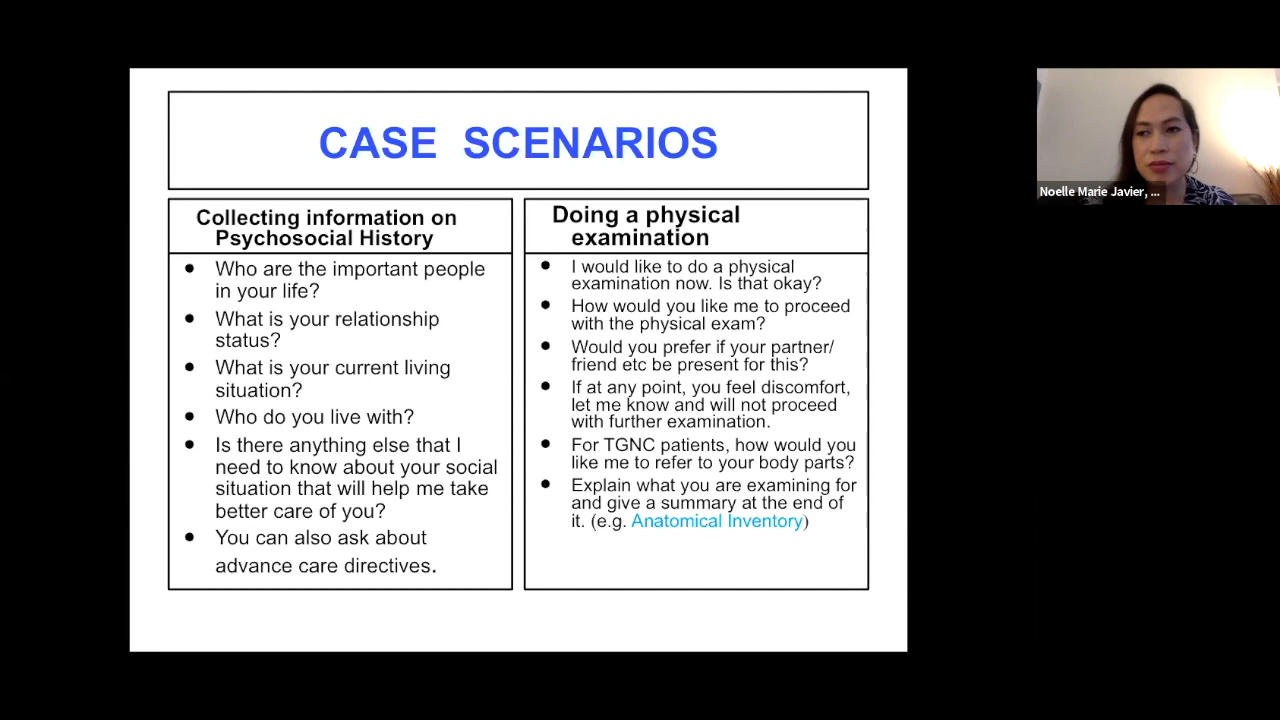 CASE SCENARIOS
Collecting information on
Psychosocial History
● Who are the important people
in your life?
● What is your relationship
status?
● What is your current living
situation?
● Who do you live with?
● Is there anything else that I
need to know about your social
situation that will help me take
better care of you?
● You can also ask about
advance care directives.
Doing a physical
examination
● I would like to do a physical
examination now. Is that okay?
● How would you like me to proceed
with the physical exam?
● Would you prefer if your partner/
friend etc be present for this?
● If at any point, you feel discomfort,
let me know and will not proceed
with further examination.
● For TGNC patients, how would you
like me to refer to your body parts?
● Explain what you are examining for
and give a summary at the end of
it. (e.g. Anatomical Inventory)
Noelle Marie Javier, ...